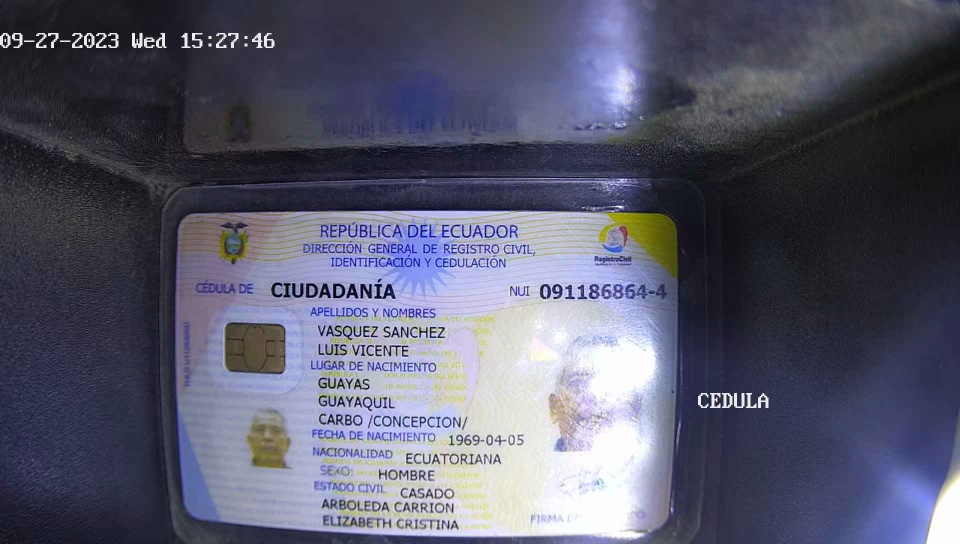 09-27-2023 Wed 15:27:46
REPÚBLICA DEL ECUADOR
DIRECCIÓN GENERAL DE REGISTRO CIVIL,
IDENTIFICACIÓN Y CEDULACIÓN
RegistroCivil
CÉDULA DE CIUDADANÍA
NUI 091186864-4
APELLIDOS Y NOMBRES
VASQUEZ SANCHEZ
LUIS VICENTE
LUGAR DE NACIMIENTO
GUAYAS
GUAYAQUIL
CARBO /CONCEPCION/
FECHA DE NACIMIENTO 1969-04-05
NACIONALIDAD ECUATORIANA
SEXO: HOMBRE
ESTADO CIVIL CASADO
ARBOLEDA CARRION
ELIZABETH CRISTINA
FIRMA
CEDULA